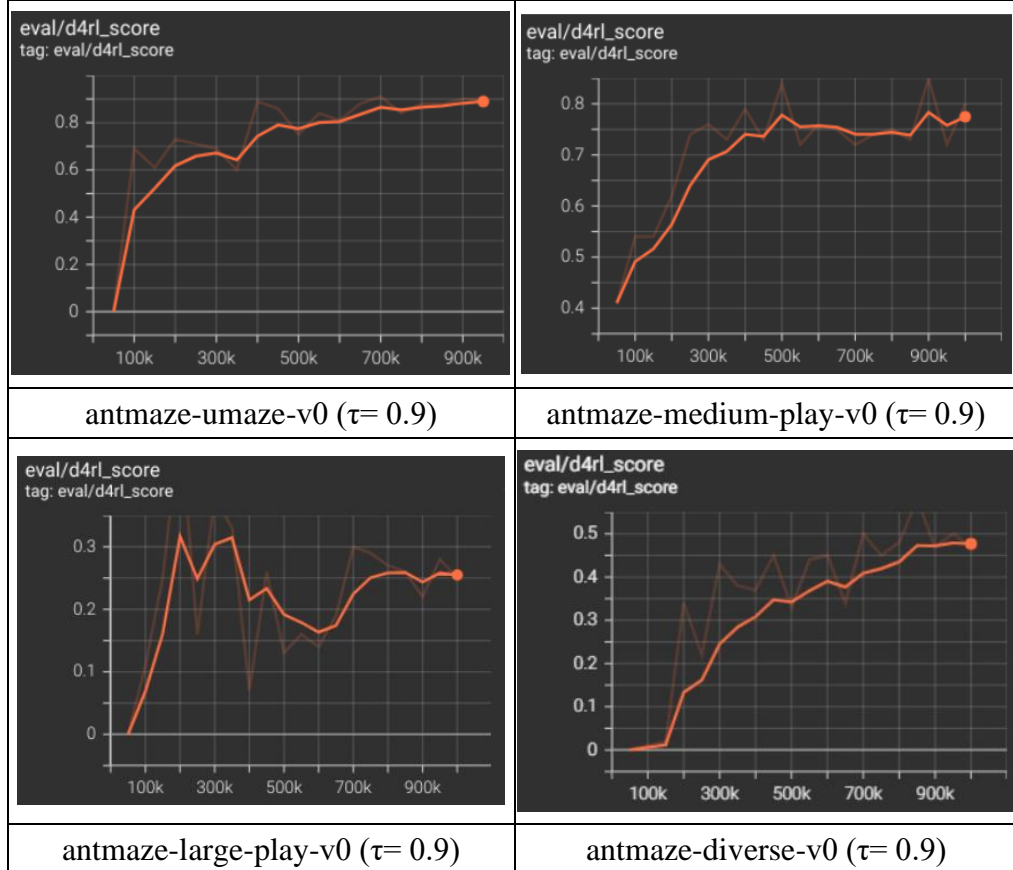 eval/d4rl_score
tag: eval/d4rl_score
0.8
0.6
0.4
0.2
0
100k 300k 500k 700k 900k
antmaze-umaze-v0 (τ= 0.9)
eval/d4rl_score
tag: eval/d4rl_score
0.8
0.7
0.6
0.5
0.4
100k 300k 500k 700k 900k
antmaze-medium-play-v0 (τ= 0.9)
eval/d4rl_score
tag: eval/d4rl_score
0.3
0.2
0.1
0
100k 300k 500k 700k 900k
antmaze-large-play-v0 (τ= 0.9)
eval/d4rl_score
tag: eval/d4rl_score
0.5
0.4
0.3
0.2
0.1
0
100k 300k 500k 700k 900k
antmaze-diverse-v0 (τ= 0.9)